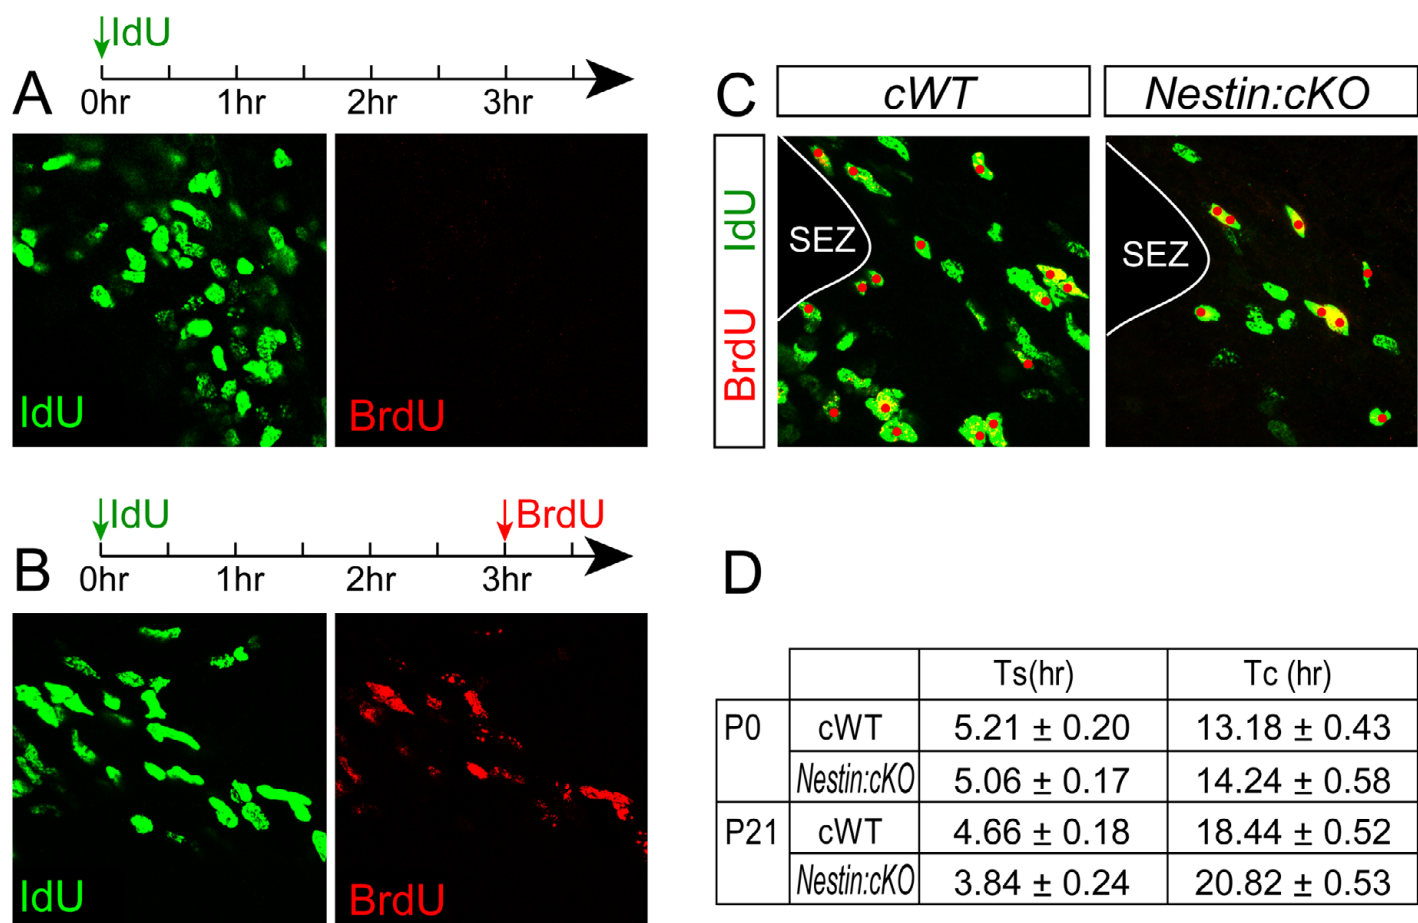 A
IdU
0hr 1hr 2hr 3hr
IdU
BrdU
B
IdU BrdU
0hr 1hr 2hr 3hr
IdU
BrdU
C
cWT Nestin:cKO
BrdU IdU
SEZ
SEZ
D
Ts(hr) Tc (hr)
P0 cWT 5.21 ± 0.20 13.18 ± 0.43
Nestin:cKO 5.06 ± 0.17 14.24 ± 0.58
P21 cWT 4.66 ± 0.18 18.44 ± 0.52
Nestin:cKO 3.84 ± 0.24 20.82 ± 0.53